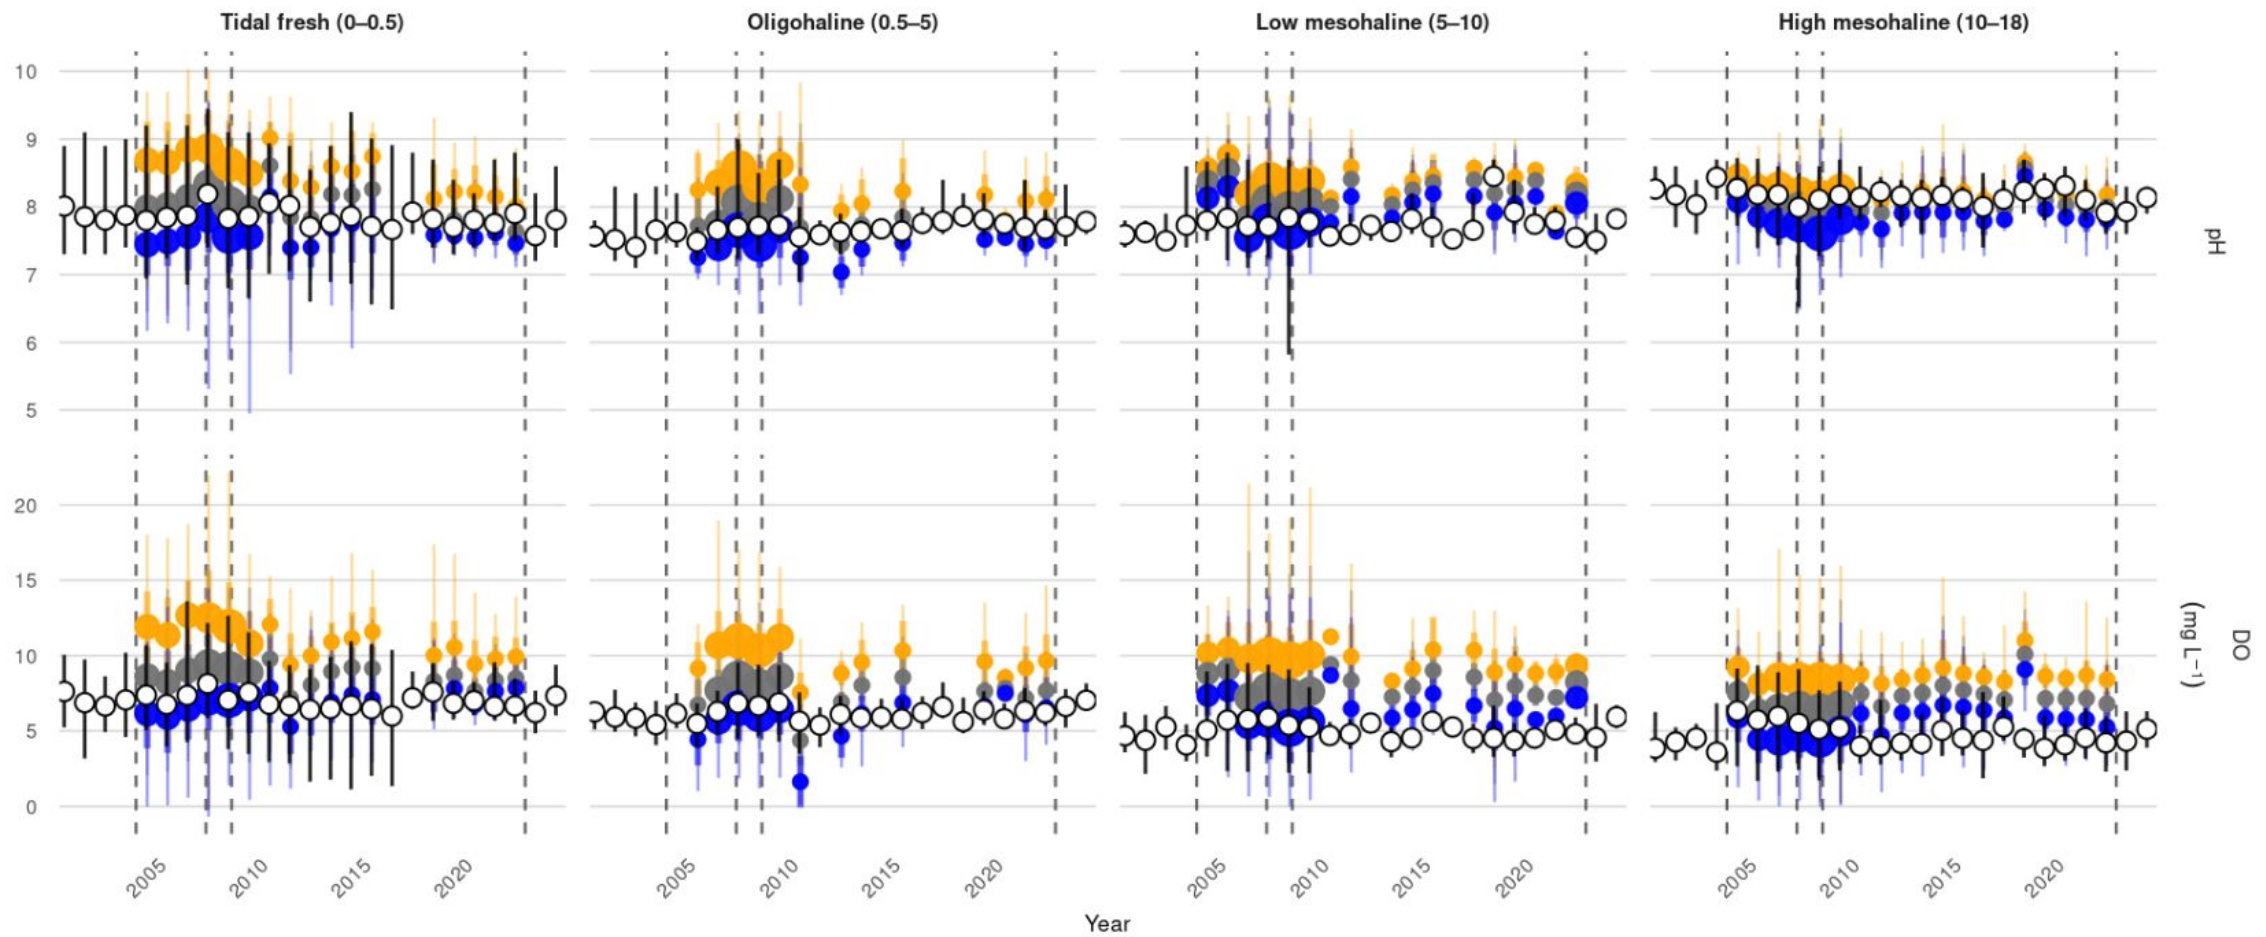 Tidal fresh (0–0.5) Oligohaline (0.5–5) Low mesohaline (5–10) High mesohaline (10–18)
10
9
8
7
6
5
pH
20
15
10
5
0
DO
(mg L⁻¹)
2005 2010 2015 2020 2005 2010 2015 2020 2005 2010 2015 2020 2005 2010 2015 2020
Year